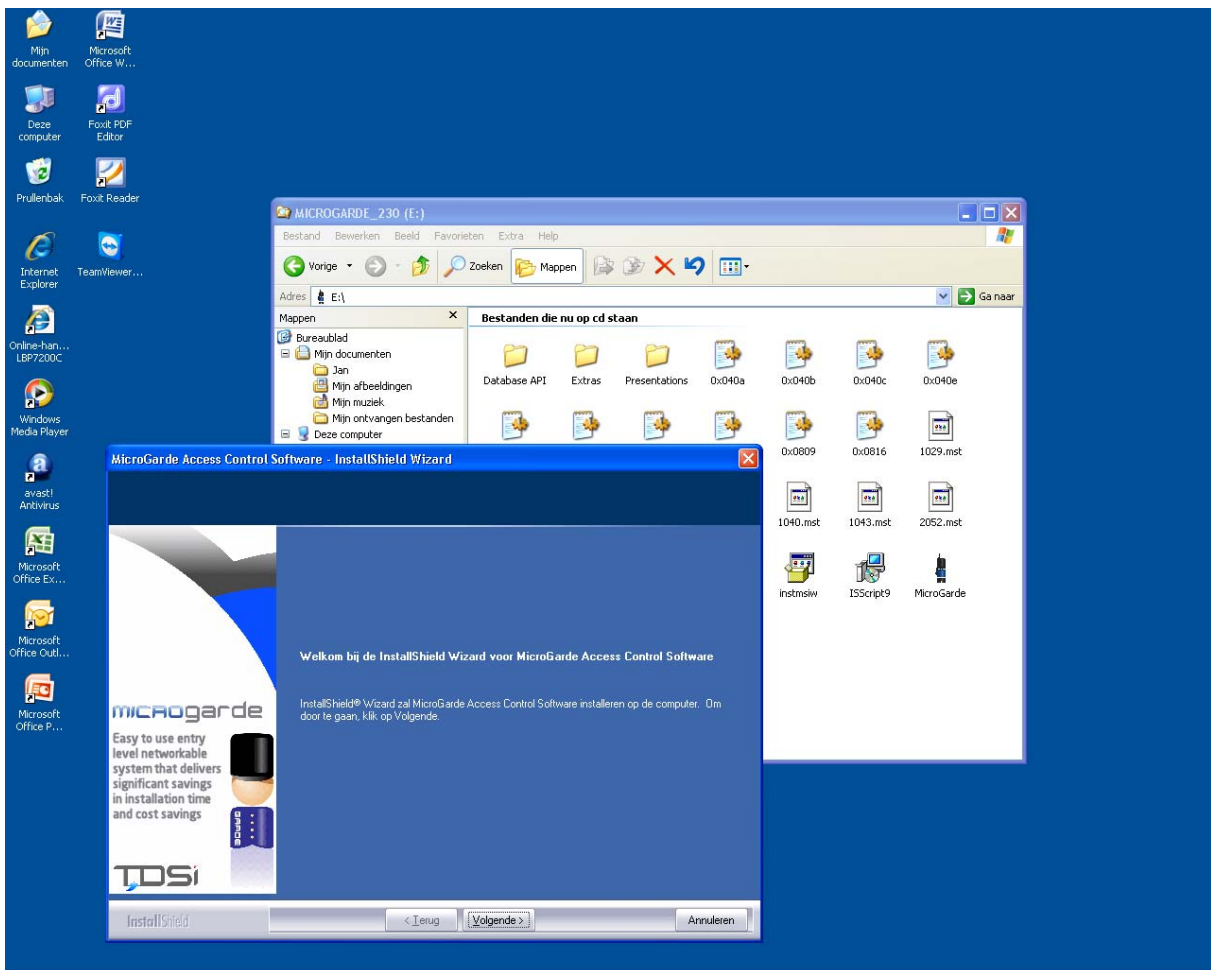 Mijn
documenten
Microsoft
Office W...
Deze
computer
Foxit PDF
Editor
Prullenbak
Foxit Reader
Internet
Explorer
TeamViewer...
Online-han...
LBP7200C
Windows
Media Player
avast!
Antivirus
Microsoft
Office Ex...
Microsoft
Office Outl...
Microsoft
Office P...
MICROGARDE_230 (E:)
Bestand Bewerken Beeld Favorieten Extra Help
Vorige Zoeken Mappen
Adres E:\ Ga naar
Mappen
Bureaublad
Mijn documenten
Jan
Mijn afbeeldingen
Mijn muziek
Mijn ontvangen bestanden
Deze computer
Bestanden die nu op cd staan
Database API Extras Presentations 0x040a 0x040b 0x040c 0x040e
0x0809 0x0816 1029.mst
1040.mst 1043.mst 2052.mst
instmsiw ISScript9 MicroGarde
MicroGarde Access Control Software - InstallShield Wizard
Welkom bij de InstallShield Wizard voor MicroGarde Access Control Software
InstallShield® Wizard zal MicroGarde Access Control Software installeren op de computer. Om
door te gaan, klik op Volgende.
microgarde
Easy to use entry
level networkable
system that delivers
significant savings
in installation time
and cost savings
GARDE
TDSi
InstallShield
< Terug Volgende > Annuleren